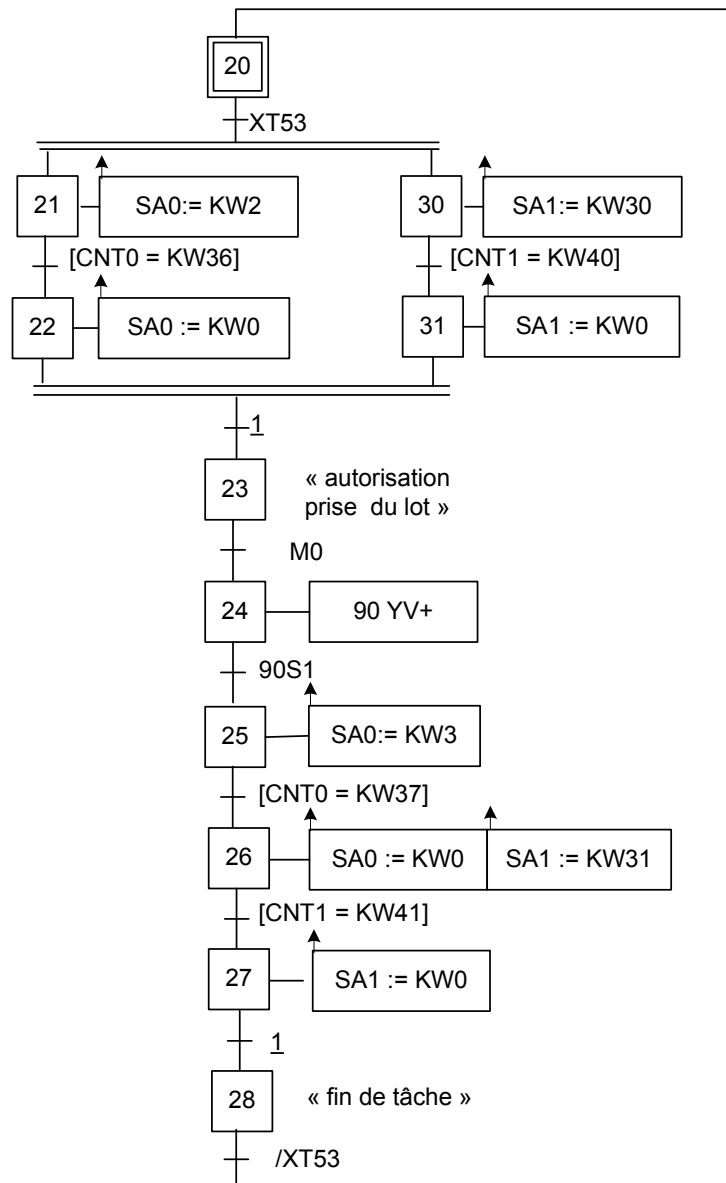 20
XT53
21
SA0:= KW2
30
SA1:= KW30
[CNT0 = KW36]
[CNT1 = KW40]
22
SA0 := KW0
31
SA1 := KW0
1
23
« autorisation
prise du lot »
M0
24
90 YV+
90S1
25
SA0:= KW3
[CNT0 = KW37]
26
SA0 := KW0
SA1 := KW31
[CNT1 = KW41]
27
SA1 := KW0
1
28
« fin de tâche »
/XT53